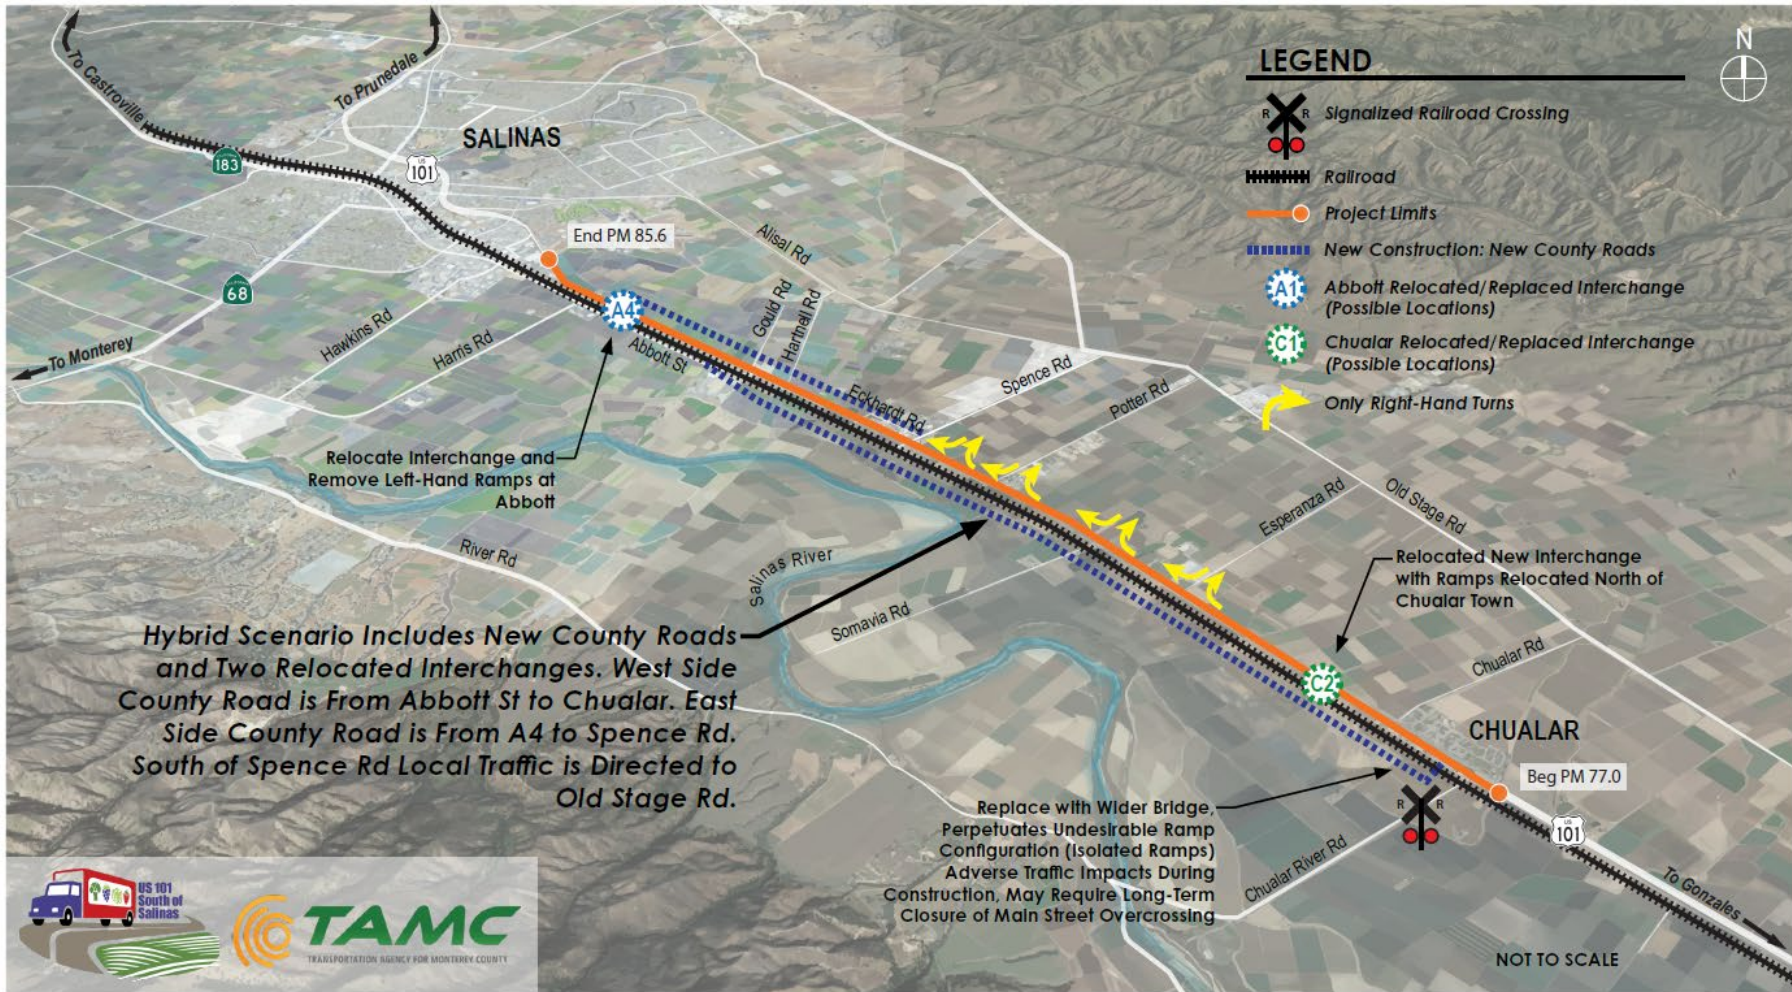 To Castroville
To Prunedale
SALINAS
183
US
101
68
To Monterey
Hawkins Rd
Harris Rd
End PM 85.6
A4
Abbott St
Alisal Rd
Gould Rd
Hartnell Rd
Eckhardt Rd
Spence Rd
Potter Rd
Esperanza Rd
Old Stage Rd
N
LEGEND
R R
Signalized Railroad Crossing
Railroad
Project Limits
New Construction: New County Roads
A1
Abbott Relocated/Replaced Interchange
(Possible Locations)
C1
Chualar Relocated/Replaced Interchange
(Possible Locations)
Only Right-Hand Turns
Relocate Interchange and
Remove Left-Hand Ramps at
Abbott
River Rd
Salinas River
Somavia Rd
Hybrid Scenario Includes New County Roads
and Two Relocated Interchanges. West Side
County Road is From Abbott St to Chualar. East
Side County Road is From A4 to Spence Rd.
South of Spence Rd Local Traffic is Directed to
Old Stage Rd.
Relocated New Interchange
with Ramps Relocated North of
Chualar Town
C2
Chualar Rd
CHUALAR
Beg PM 77.0
R R
US
101
Replace with Wider Bridge,
Perpetuates Undesirable Ramp
Configuration (Isolated Ramps)
Adverse Traffic Impacts During
Construction, May Require Long-Term
Closure of Main Street Overcrossing
Chualar River Rd
To Gonzales
NOT TO SCALE
US 101
South of
Salinas
TAMC
TRANSPORTATION AGENCY FOR MONTEREY COUNTY